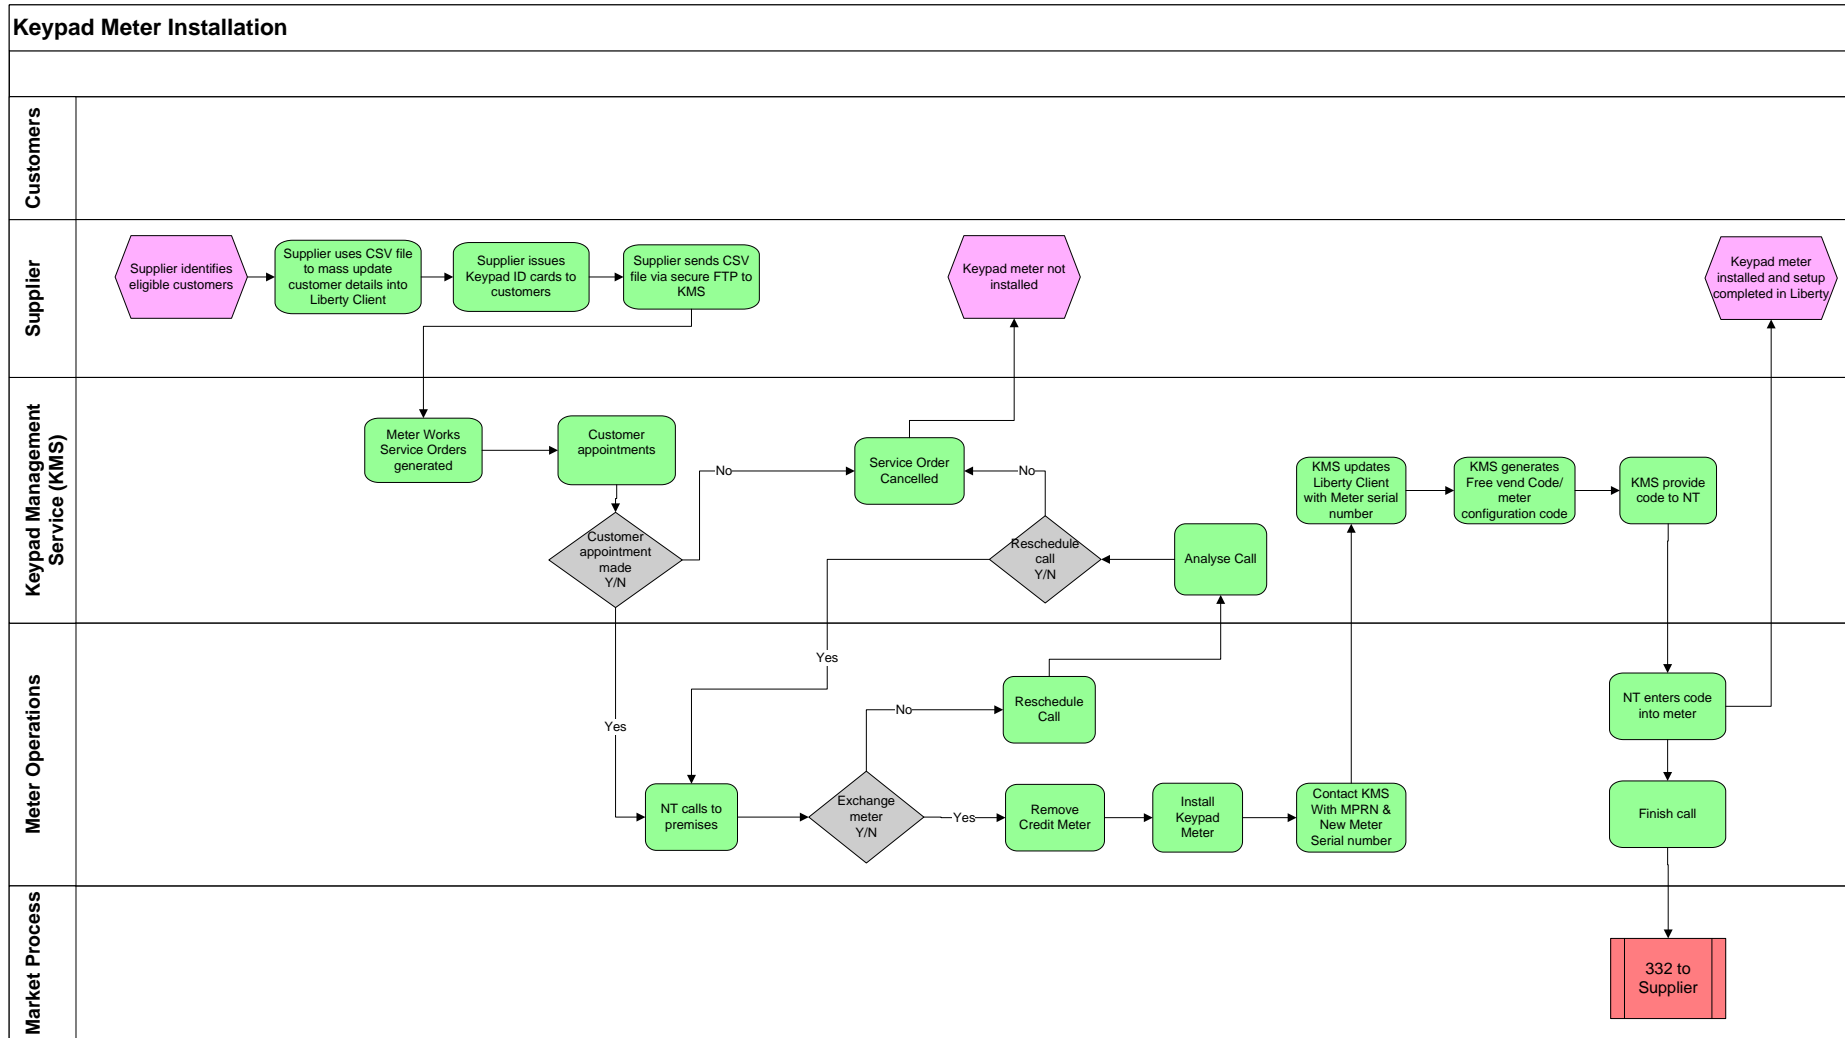 Keypad Meter Installation
Customers
Supplier
Supplier identifies
eligible customers
Supplier uses CSV file
to mass update
customer details into
Liberty Client
Supplier issues
Keypad ID cards to
customers
Supplier sends CSV
file via secure FTP to
KMS
Keypad meter not
installed
Keypad meter
installed and setup
completed in Liberty
Keypad Management
Service (KMS)
Meter Works
Service Orders
generated
Customer
appointments
Customer
appointment
made
Y/N
No
Service Order
Cancelled
No
Reschedule
call
Y/N
Analyse Call
KMS updates
Liberty Client
with Meter serial
number
KMS generates
Free vend Code/
meter
configuration code
KMS provide
code to NT
Meter Operations
Yes
Yes
NT calls to
premises
Exchange
meter
Y/N
No
Reschedule
Call
Yes
Remove
Credit Meter
Install
Keypad
Meter
Contact KMS
With MPRN &
New Meter
Serial number
NT enters code
into meter
Finish call
Market Process
332 to
Supplier